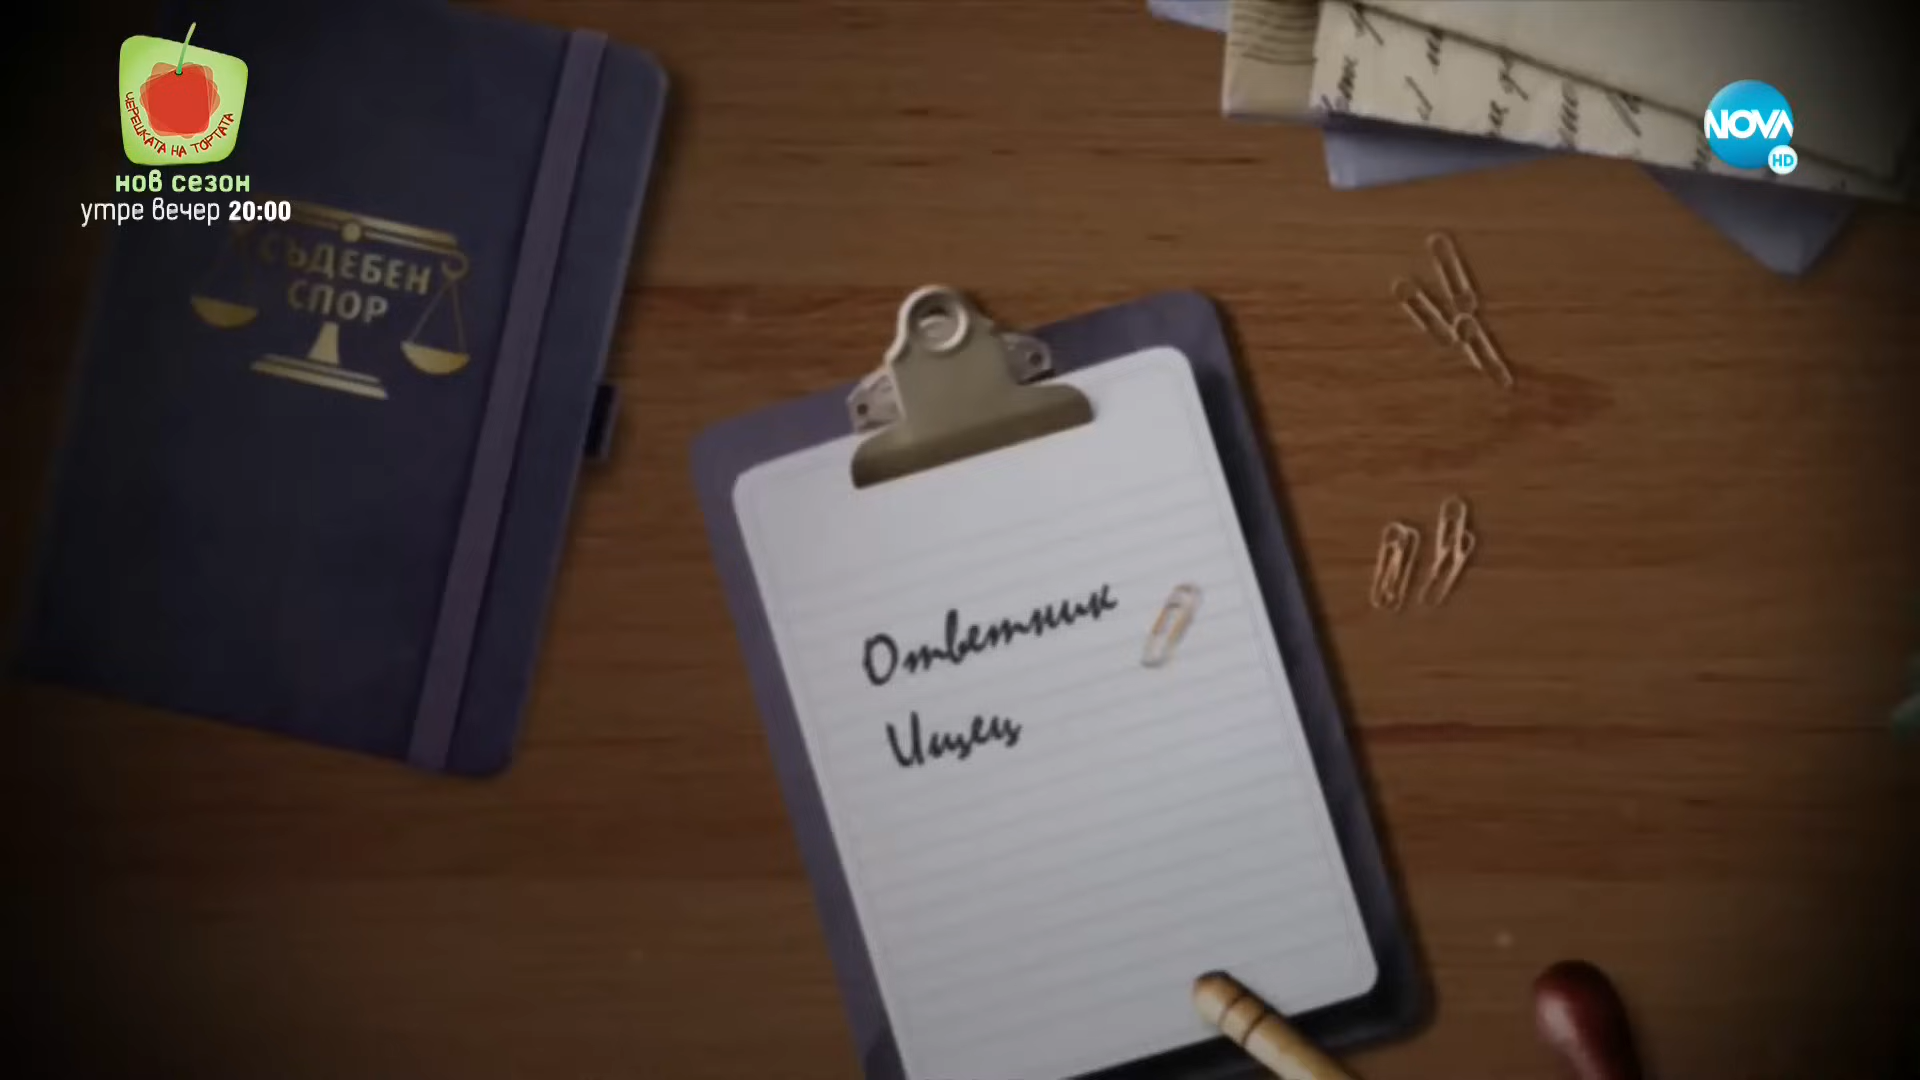 ЧЕРЕШКАТА НА ТОРТАТА
нов сезон
утре вечер 20:00
NOVA
HD
СЪДЕБЕН
СПОР
Ответник
Ищец